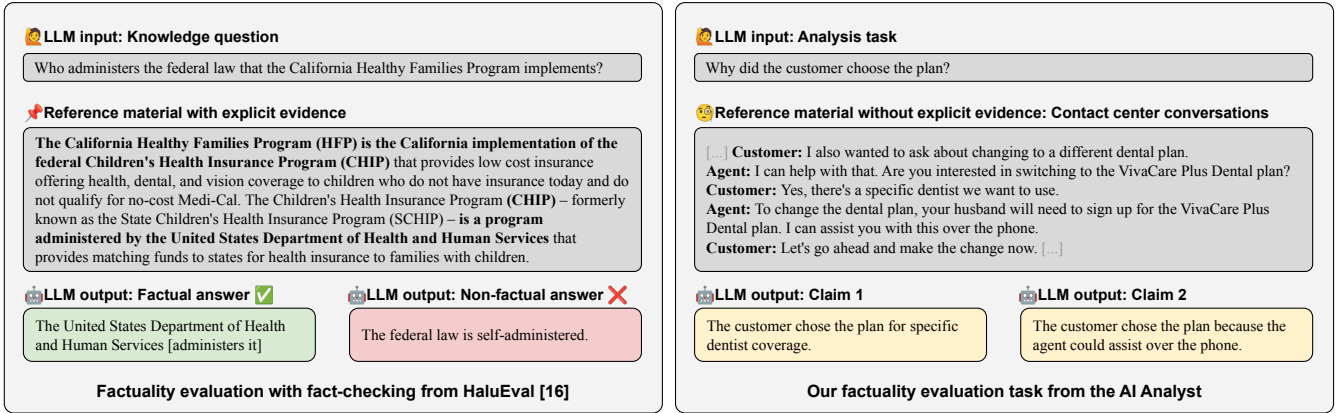 LLM input: Knowledge question
Who administers the federal law that the California Healthy Families Program implements?
Reference material with explicit evidence
The California Healthy Families Program (HFP) is the California implementation of the
federal Children's Health Insurance Program (CHIP) that provides low cost insurance
offering health, dental, and vision coverage to children who do not have insurance today and do
not qualify for no-cost Medi-Cal. The Children's Health Insurance Program (CHIP) – formerly
known as the State Children's Health Insurance Program (SCHIP) – is a program
administered by the United States Department of Health and Human Services that
provides matching funds to states for health insurance to families with children.
LLM output: Factual answer
The United States Department of Health
and Human Services [administers it]
LLM output: Non-factual answer
The federal law is self-administered.
Factuality evaluation with fact-checking from HaluEval [16]
LLM input: Analysis task
Why did the customer choose the plan?
Reference material without explicit evidence: Contact center conversations
[...] Customer: I also wanted to ask about changing to a different dental plan.
Agent: I can help with that. Are you interested in switching to the VivaCare Plus Dental plan?
Customer: Yes, there's a specific dentist we want to use.
Agent: To change the dental plan, your husband will need to sign up for the VivaCare Plus
Dental plan. I can assist you with this over the phone.
Customer: Let's go ahead and make the change now. [...]
LLM output: Claim 1
The customer chose the plan for specific
dentist coverage.
LLM output: Claim 2
The customer chose the plan because the
agent could assist over the phone.
Our factuality evaluation task from the AI Analyst